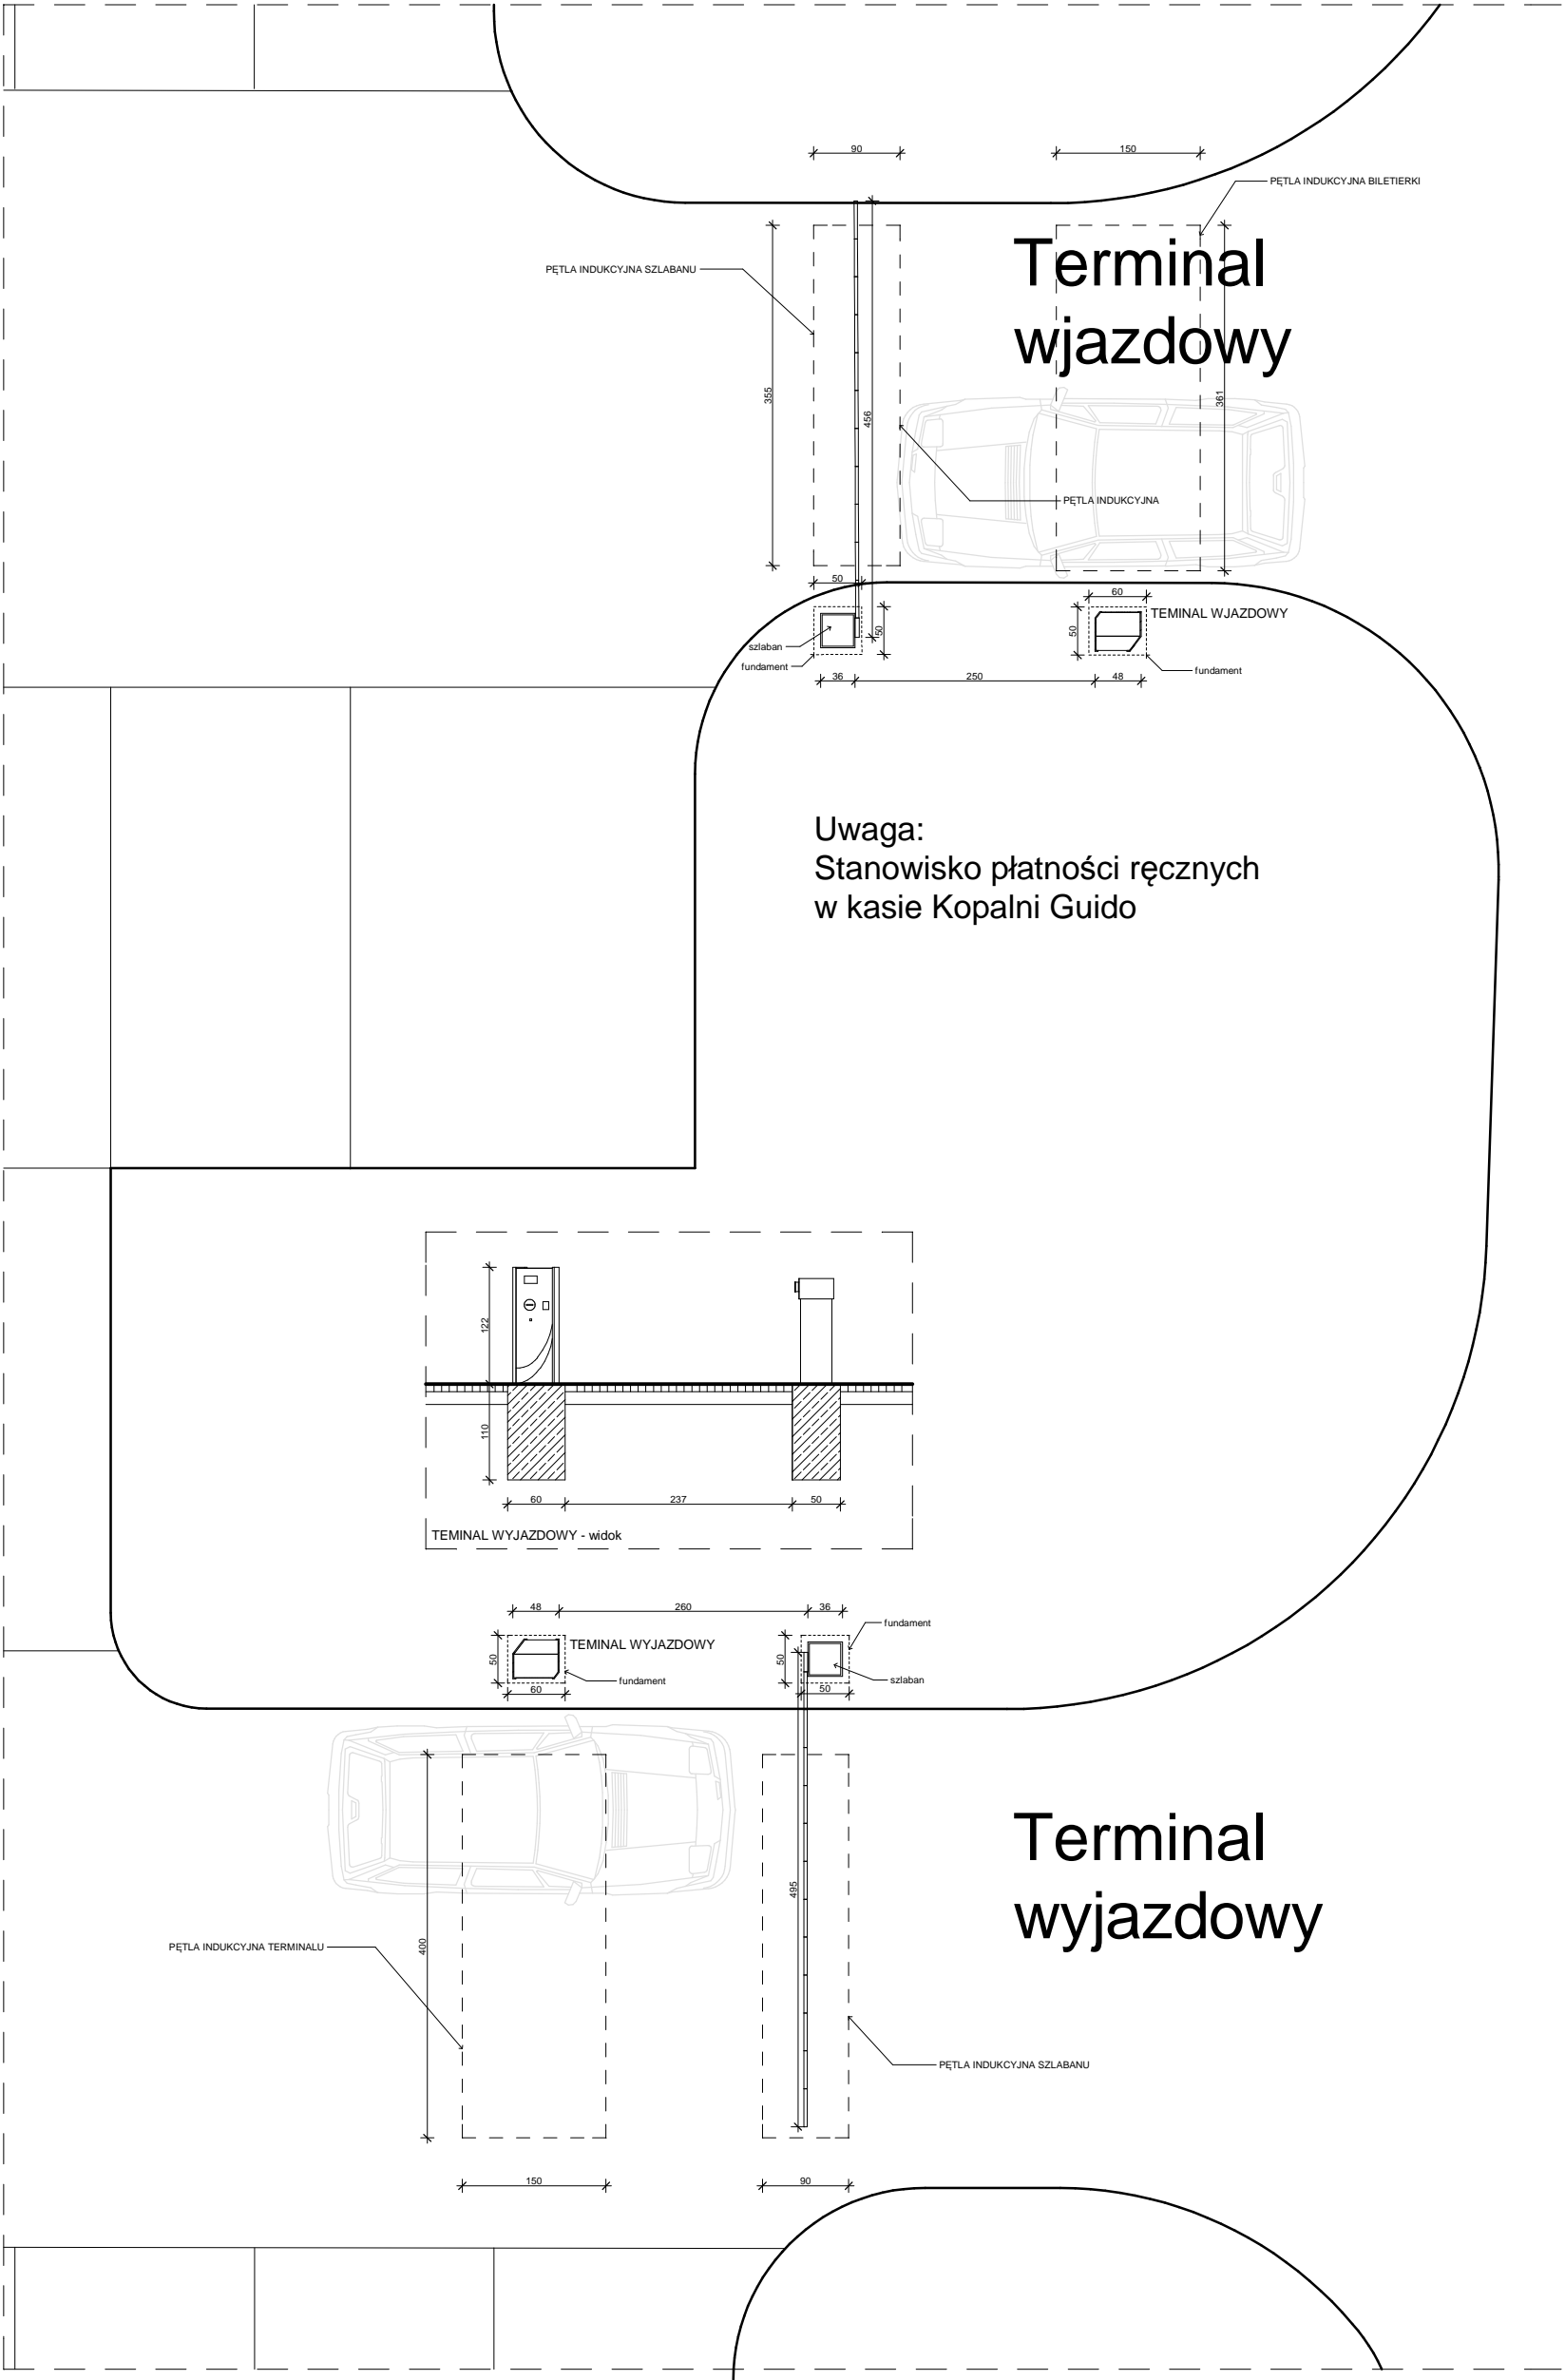 90
150
PĘTLA INDUKCYJNA BILETIERKI
Terminal
wjazdowy
PĘTLA INDUKCYJNA SZLABANU
355
456
361
PĘTLA INDUKCYJNA
50
50
60
50
TEMINAL WJAZDOWY
szlaban
fundament
fundament
36
250
48
Uwaga:
Stanowisko płatności ręcznych
w kasie Kopalni Guido
122
110
60
237
50
TEMINAL WYJAZDOWY - widok
48
260
36
fundament
50
TEMINAL WYJAZDOWY
50
fundament
szlaban
60
50
Terminal
wyjazdowy
495
400
PĘTLA INDUKCYJNA TERMINALU
PĘTLA INDUKCYJNA SZLABANU
150
90